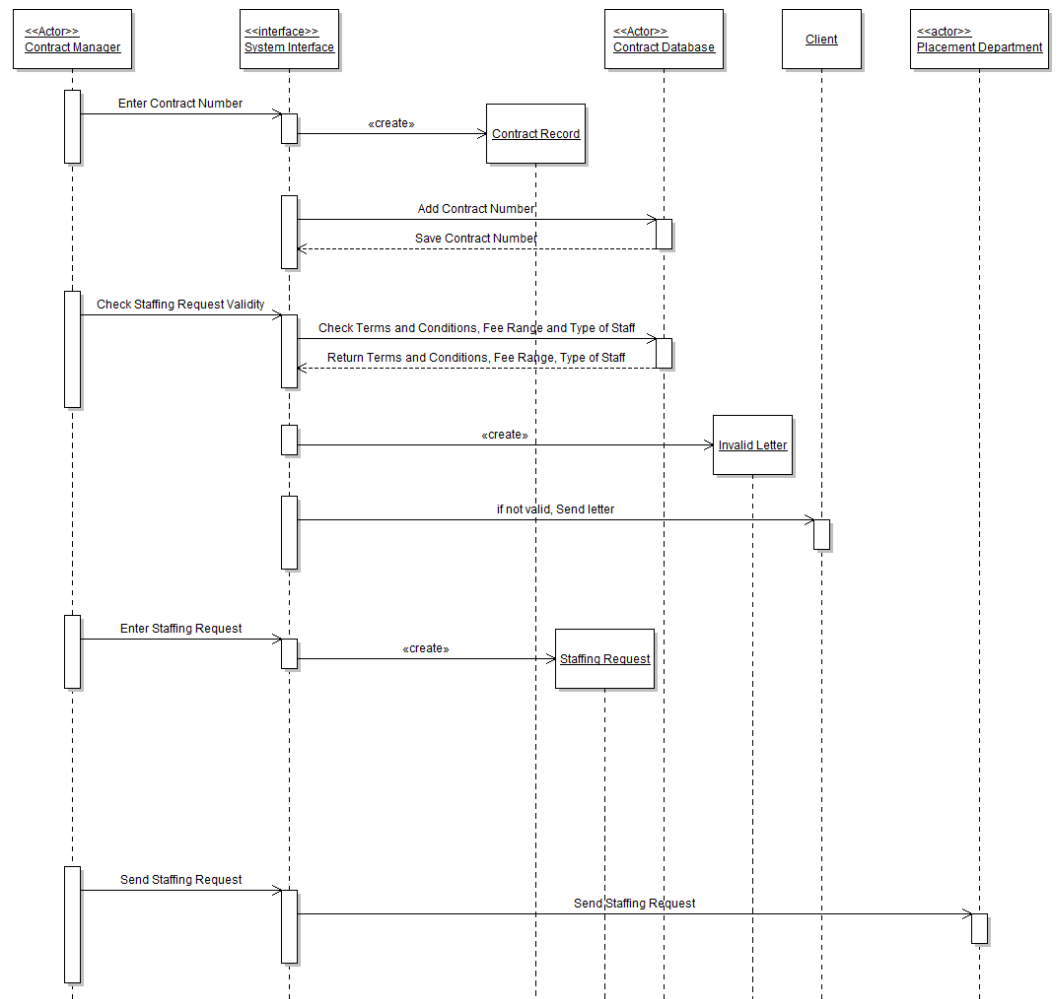 <<Actor>>
Contract Manager
<<interface>>
System Interface
<<Actor>>
Contract Database
Client
<<actor>>
Placement Department
Enter Contract Number
«create»
Contract Record
Add Contract Number
Save Contract Number
Check Staffing Request Validity
Check Terms and Conditions, Fee Range and Type of Staff
Return Terms and Conditions, Fee Range, Type of Staff
«create»
Invalid Letter
if not valid, Send letter
Enter Staffing Request
«create»
Staffing Request
Send Staffing Request
Send Staffing Request